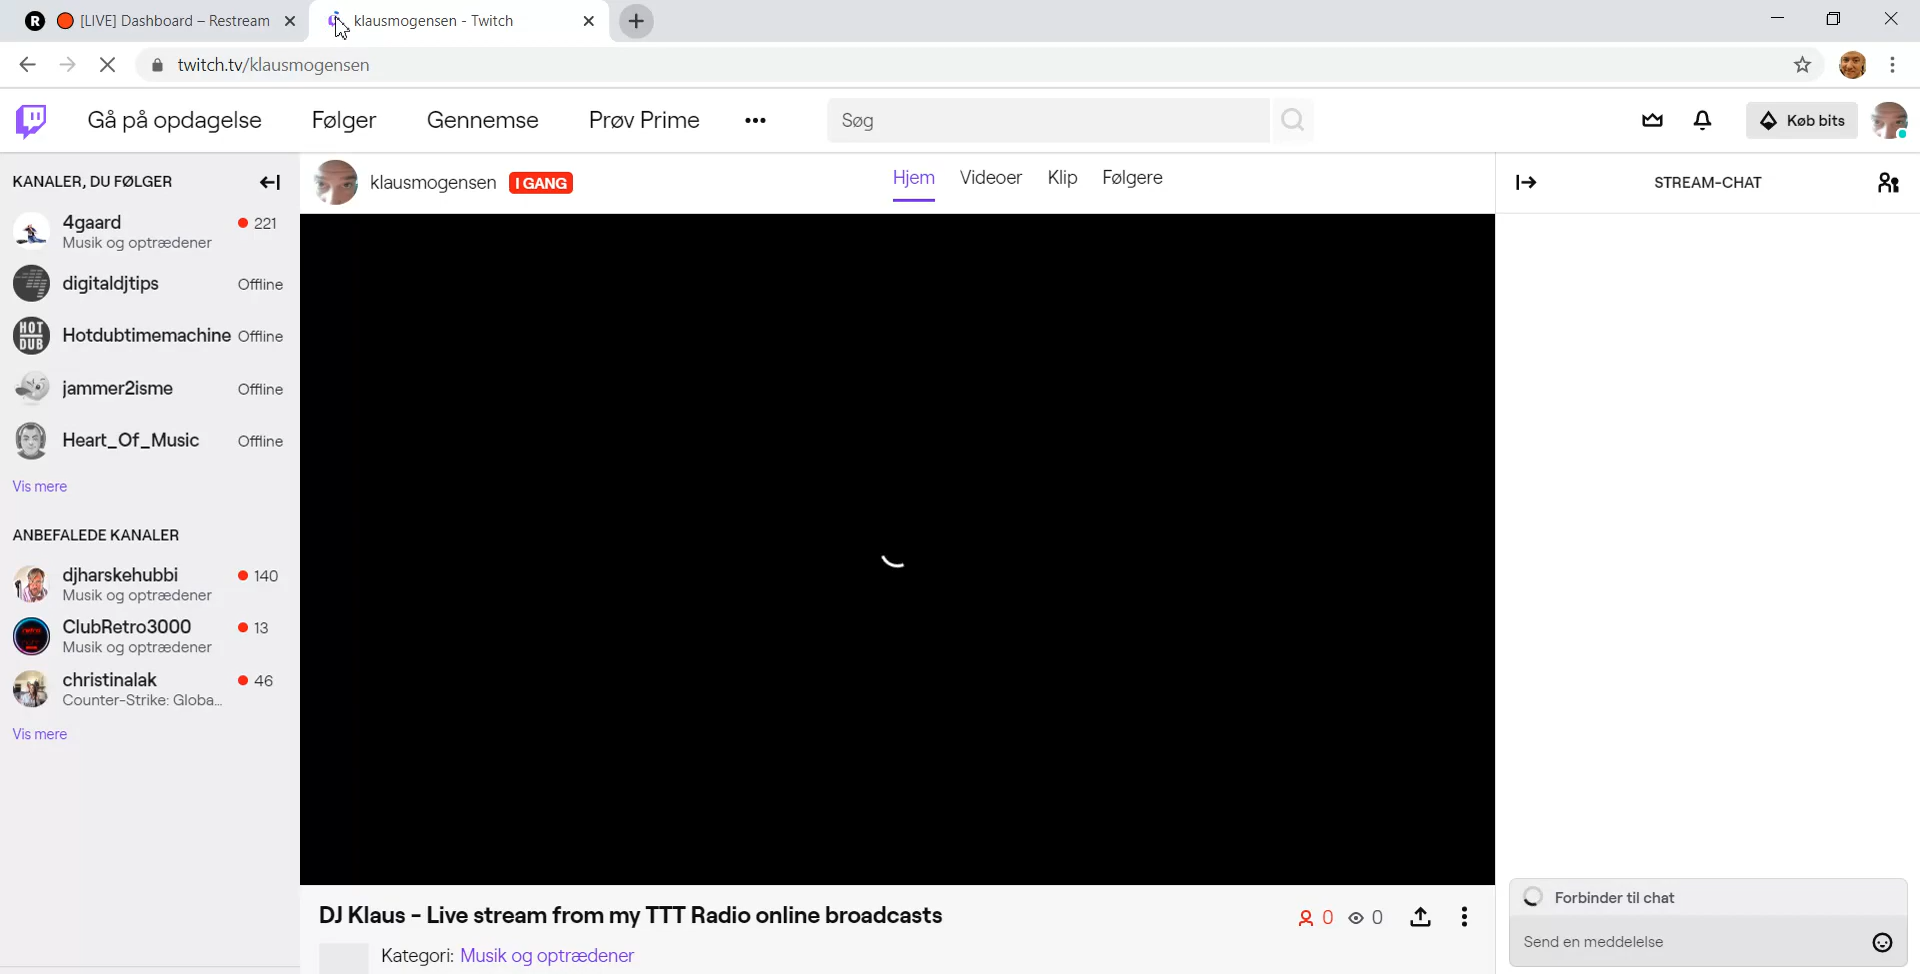 [LIVE] Dashboard – Restream
klausmogensen - Twitch
twitch.tv/klausmogensen
Gå på opdagelse
Følger
Gennemse
Prøv Prime
Søg
Køb bits
KANALER, DU FØLGER
4gaard
221
Musik og optrædener
digitaldjtips
Offline
HOT
DUB
Hotdubtimemachine
Offline
jammer2isme
Offline
Heart_Of_Music
Offline
Vis mere
ANBEFALEDE KANALER
djharskehubbi
140
Musik og optrædener
ClubRetro3000
13
Musik og optrædener
christinalak
46
Counter-Strike: Globa...
Vis mere
klausmogensen
I GANG
Hjem
Videoer
Klip
Følgere
DJ Klaus - Live stream from my TTT Radio online broadcasts
0
0
Kategori: Musik og optrædener
STREAM-CHAT
Forbinder til chat
Send en meddelelse